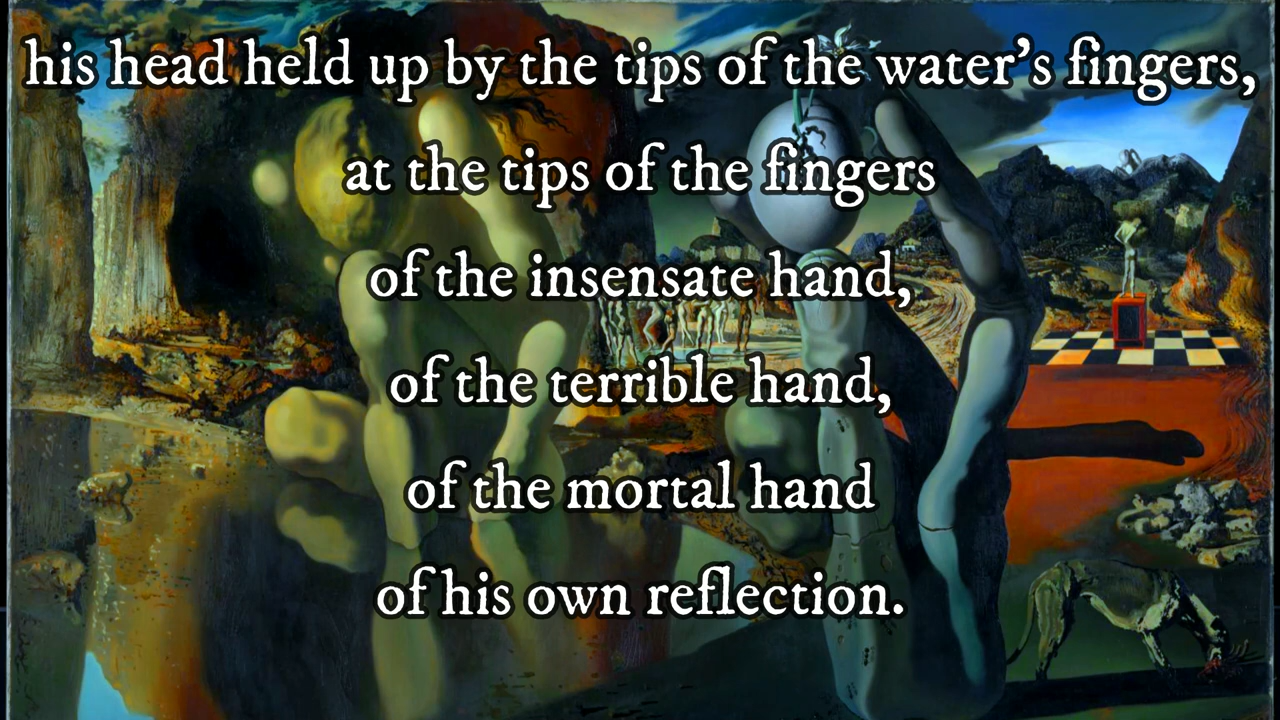 his head held up by the tips of the water’s fingers,
at the tips of the fingers
of the insensate hand,
of the terrible hand,
of the mortal hand
of his own reflection.